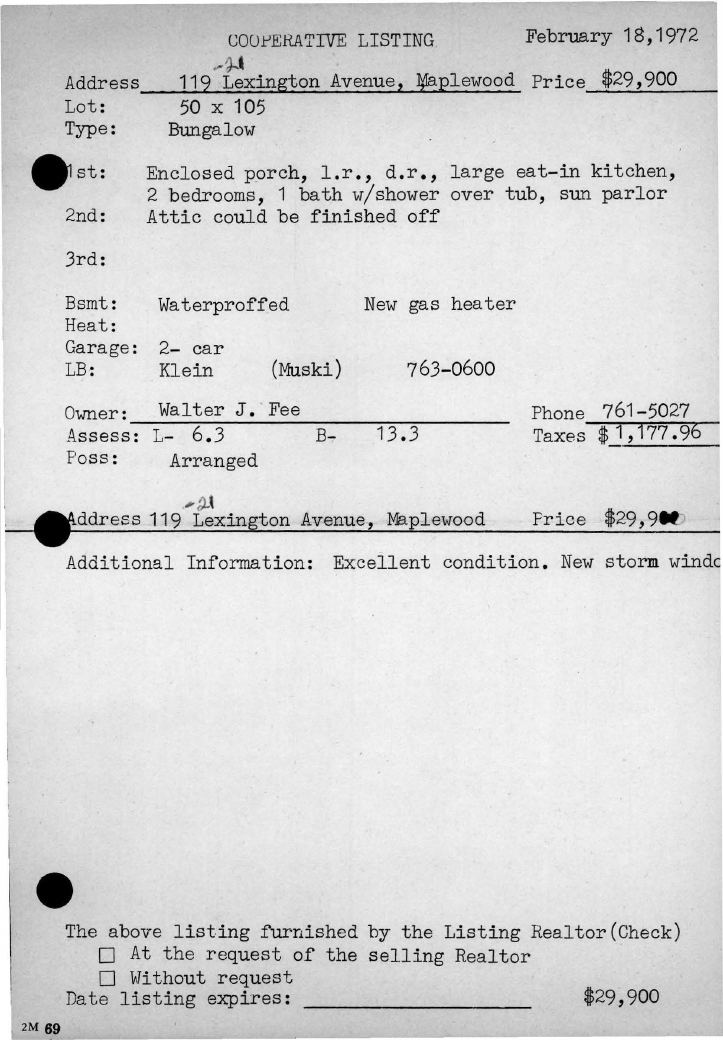 COOPERATIVE LISTING February 18,1972
-21
Address 119 Lexington Avenue, Maplewood Price $29,900
Lot: 50 x 105
Type: Bungalow
1st: Enclosed porch, l.r., d.r., large eat-in kitchen,
2 bedrooms, 1 bath w/shower over tub, sun parlor
2nd: Attic could be finished off
3rd:
Bsmt: Waterproffed New gas heater
Heat:
Garage: 2- car
LB: Klein (Muski) 763-0600
Owner: Walter J. Fee Phone 761-5027
Assess: L- 6.3 B- 13.3 Taxes $ 1,177.96
Poss: Arranged
-21
Address 119 Lexington Avenue, Maplewood Price $29,900
Additional Information: Excellent condition. New storm windo
The above listing furnished by the Listing Realtor(Check)
□ At the request of the selling Realtor
□ Without request
Date listing expires: $29,900
2M 69